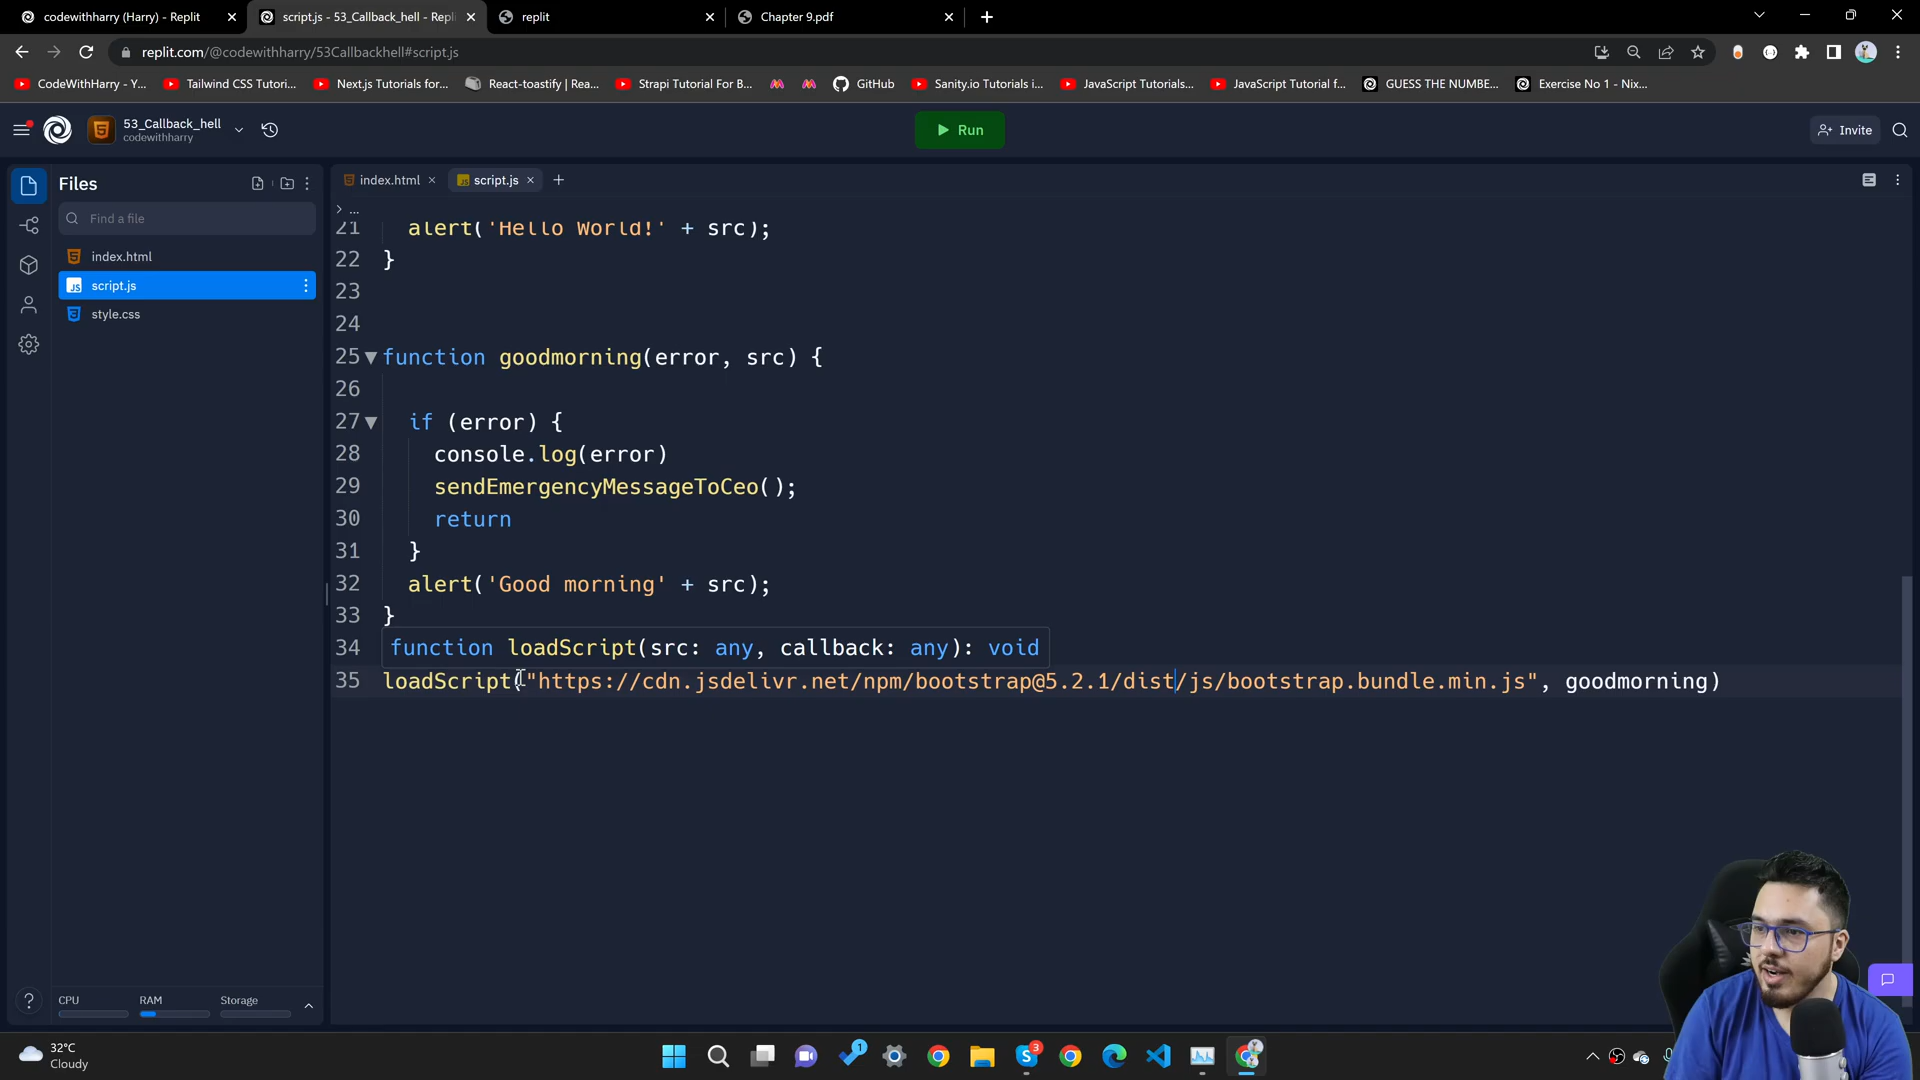 codewithharry (Harry) - Replit
script.js - 53_Callback_hell - Repli
replit
Chapter 9.pdf
replit.com/@codewithharry/53Callbackhell#script.js
CodeWithHarry - Y...
Tailwind CSS Tutori...
Next.js Tutorials for...
React-toastify | Rea...
Strapi Tutorial For B...
GitHub
Sanity.io Tutorials i...
JavaScript Tutorials...
JavaScript Tutorial f...
GUESS THE NUMBE...
Exercise No 1 - Nix...
53_Callback_hell
codewithharry
Run
Invite
Files
index.html
script.js
Find a file
index.html
script.js
style.css
...
21 alert('Hello World!' + src);
22 }
23
24
25 function goodmorning(error, src) {
26
27 if (error) {
28 console.log(error)
29 sendEmergencyMessageToCeo();
30 return
31 }
32 alert('Good morning' + src);
33 }
34 function loadScript(src: any, callback: any): void
35 loadScript("https://cdn.jsdelivr.net/npm/bootstrap@5.2.1/dist/js/bootstrap.bundle.min.js", goodmorning)
CPU
RAM
Storage
32°C
Cloudy
1
3